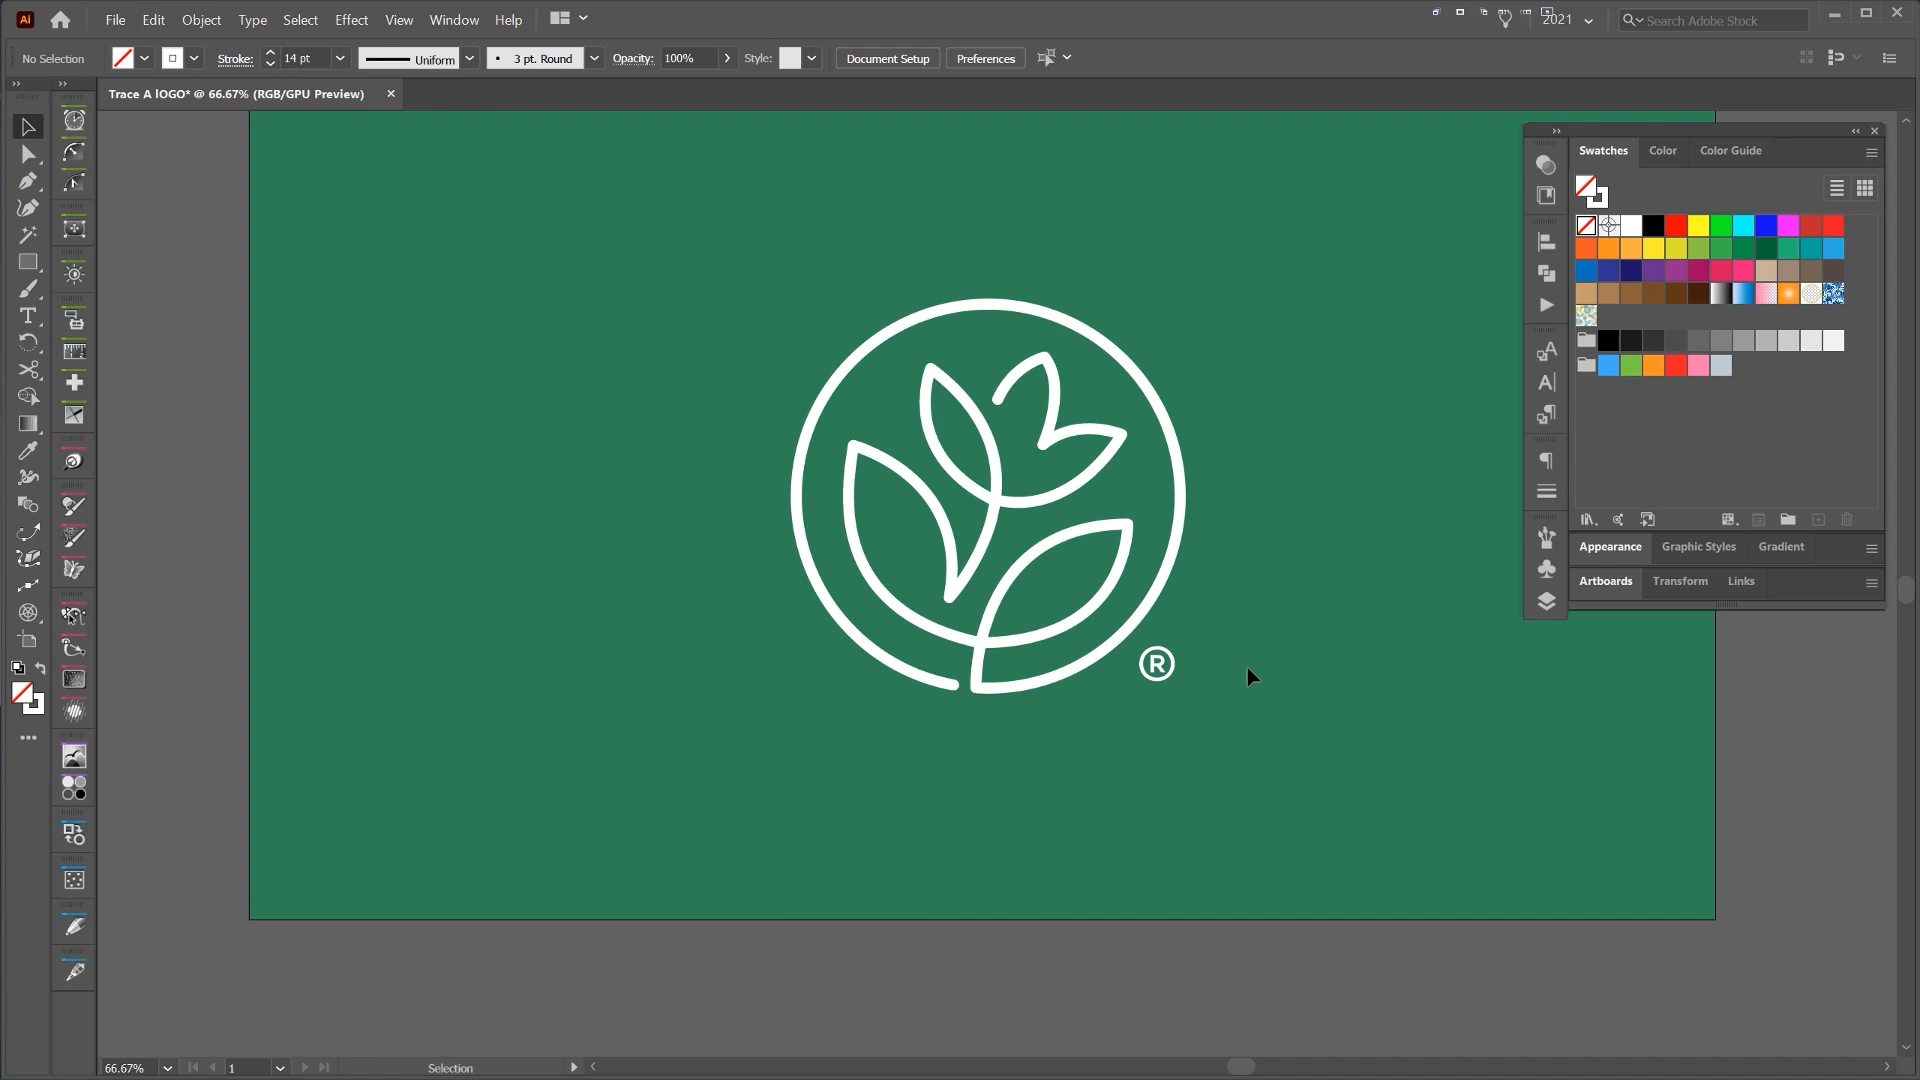 Ai File Edit Object Type Select Effect View Window Help 2021 Search Adobe Stock
No Selection Stroke: 14 pt Uniform 3 pt. Round Opacity: 100% Style: Document Setup Preferences
Trace A lOGO* @ 66.67% (RGB/GPU Preview)
Swatches Color Color Guide
®
Appearance Graphic Styles Gradient
Artboards Transform Links
66.67% 1 Selection